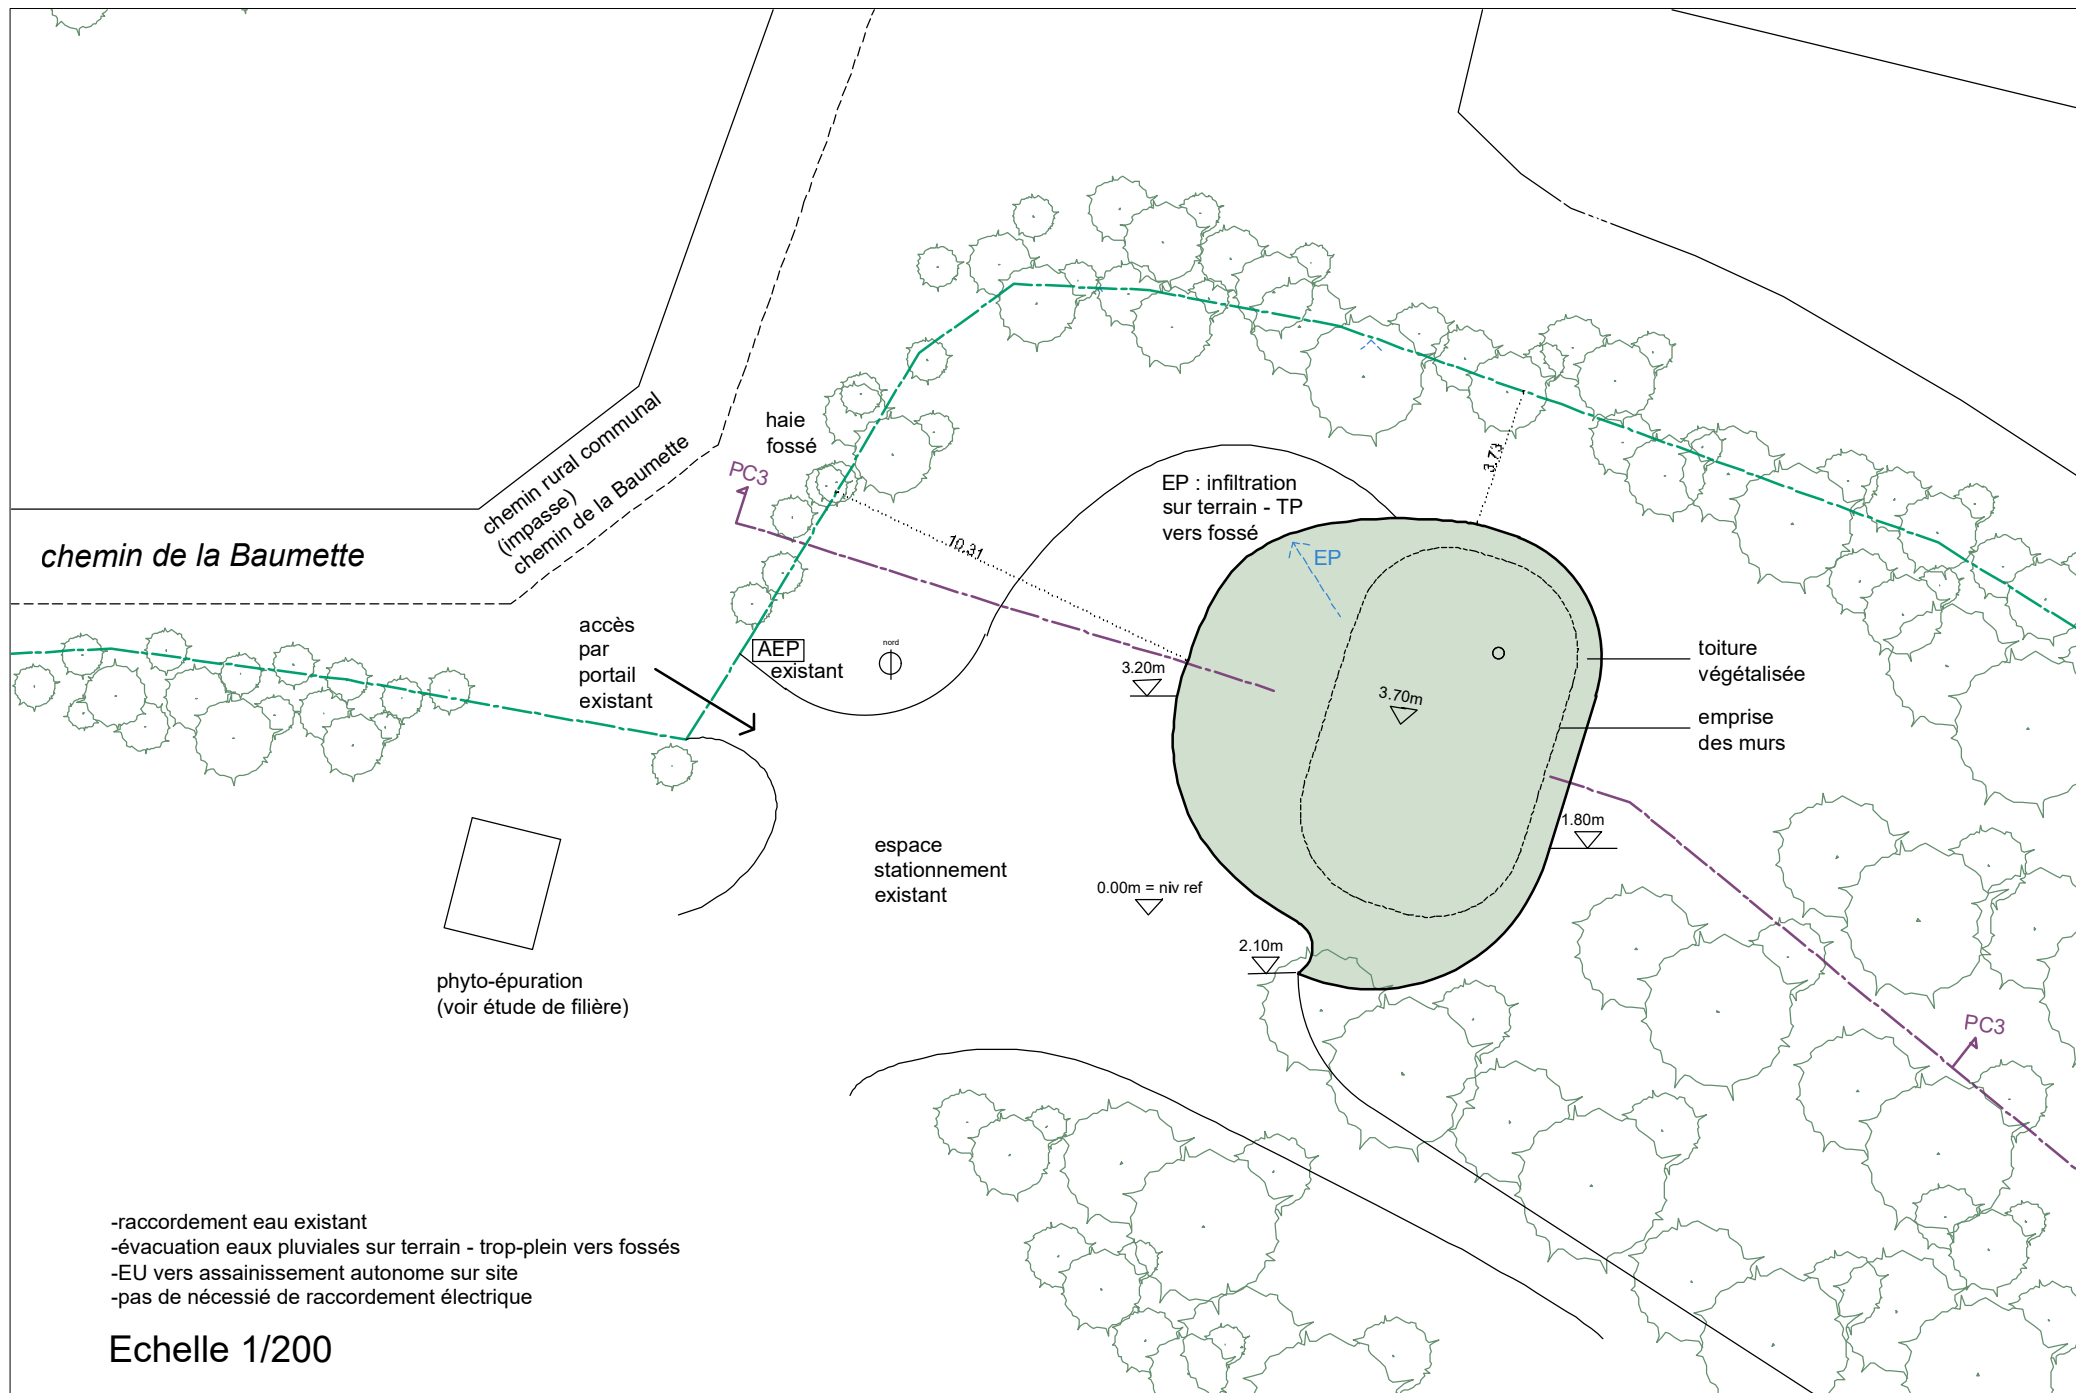 chemin rural communal
(impasse)
chemin de la Baumette
chemin de la Baumette
haie
fossé
PC3
10.31
3.73
EP : infiltration
sur terrain - TP
vers fossé
EP
accès
par
portail
existant
AEP
existant
nord
3.20m
3.70m
toiture
végétalisée
emprise
des murs
1.80m
espace
stationnement
existant
0.00m = niv ref
2.10m
phyto-épuration
(voir étude de filière)
PC3
-raccordement eau existant
-évacuation eaux pluviales sur terrain - trop-plein vers fossés
-EU vers assainissement autonome sur site
-pas de nécessié de raccordement électrique
Echelle 1/200